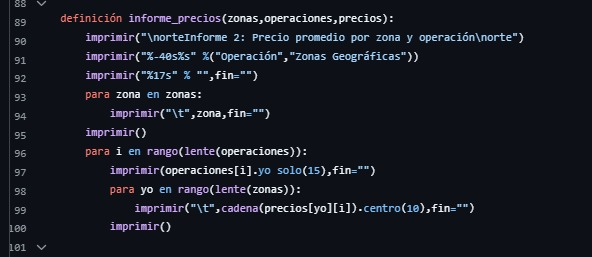 88
89 definición informe_precios(zonas,operaciones,precios):
90 imprimir("\norteInforme 2: Precio promedio por zona y operación\norte")
91 imprimir("%-40s%s" %("Operación","Zonas Geográficas"))
92 imprimir("%17s" % "",fin="")
93 para zona en zonas:
94 imprimir("\t",zona,fin="")
95 imprimir()
96 para i en rango(lente(operaciones)):
97 imprimir(operaciones[i].yo solo(15),fin="")
98 para yo en rango(lente(zonas)):
99 imprimir("\t",cadena(precios[yo][i]).centro(10),fin="")
100 imprimir()
101